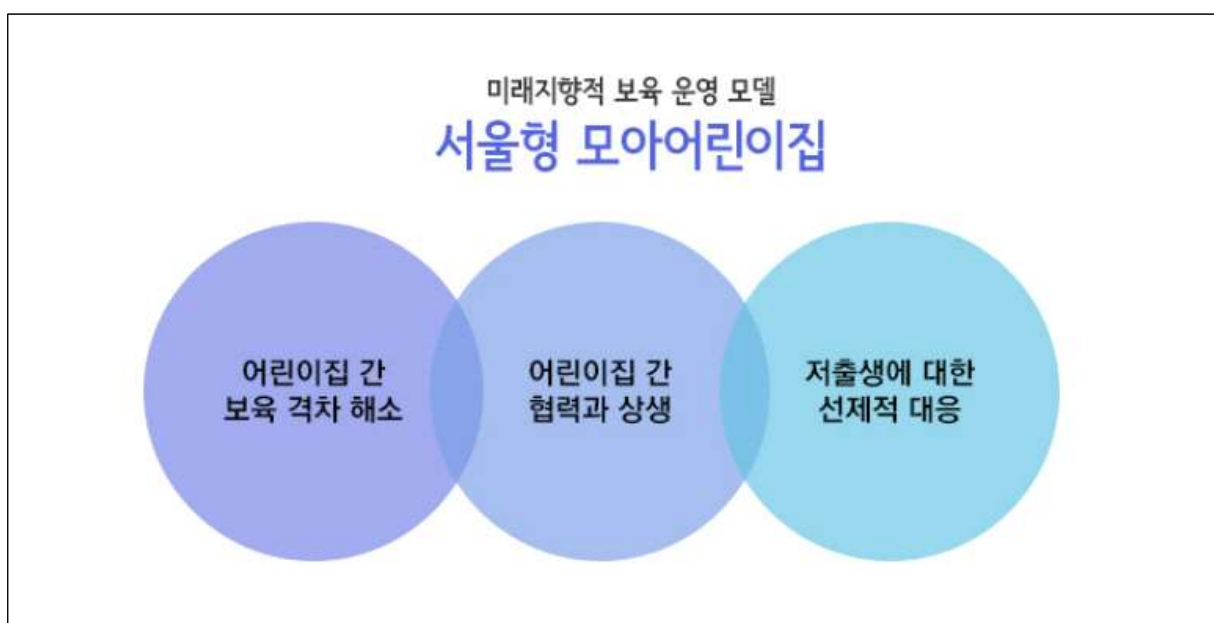 미래지향적 보육 운영 모델
서울형 모아어린이집
어린이집 간
보육 격차 해소
어린이집 간
협력과 상생
저출생에 대한
선제적 대응